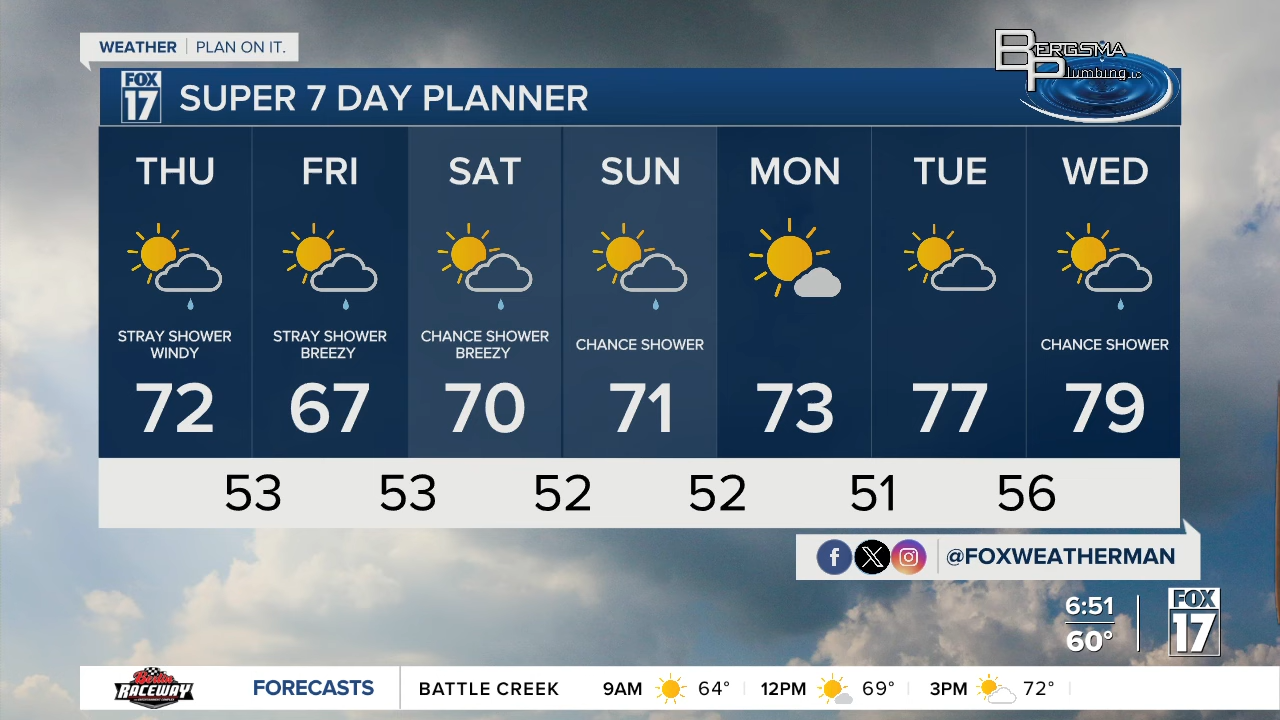 WEATHER | PLAN ON IT.
BERGSMA
Plumbing LLC
FOX
17
SUPER 7 DAY PLANNER
THU FRI SAT SUN MON TUE WED
STRAY SHOWER STRAY SHOWER CHANCE SHOWER CHANCE SHOWER CHANCE SHOWER
WINDY BREEZY BREEZY
72 67 70 71 73 77 79
53 53 52 52 51 56
f X @FOXWEATHERMAN
6:51
60°
FOX
17
Berlin
RACEWAY
FORECASTS BATTLE CREEK 9AM 64° 12PM 69° 3PM 72°